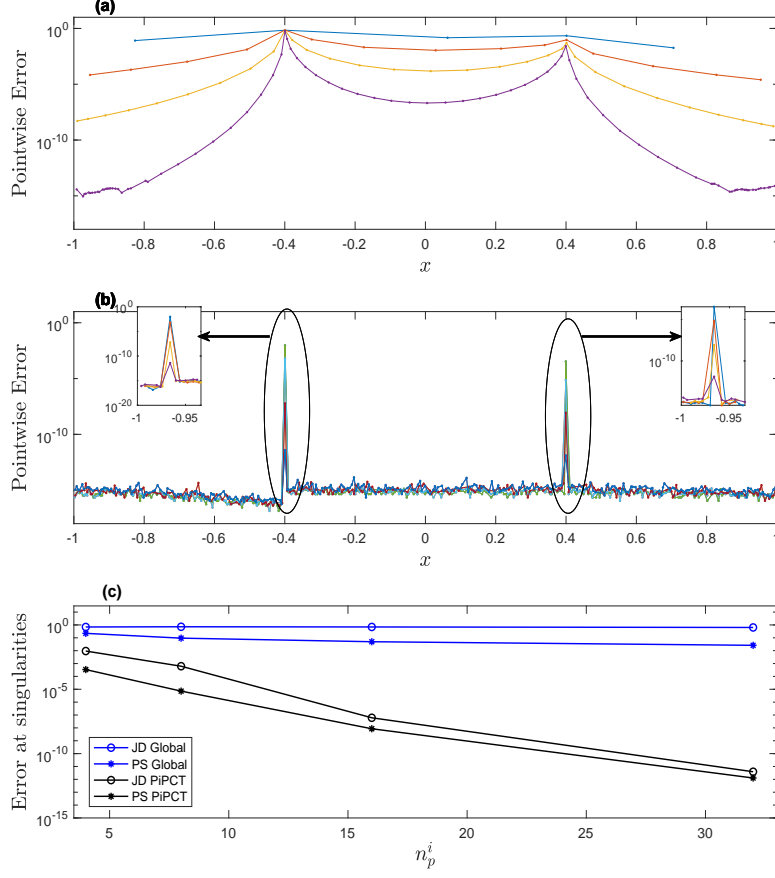 (a)
10^0
10^-10
Pointwise Error
-1 -0.8 -0.6 -0.4 -0.2 0 0.2 0.4 0.6 0.8 1
x
(b)
10^0
10^-10
Pointwise Error
10^0
10^-10
10^-20
-1 -0.95
10^-10
-1 -0.95
-1 -0.8 -0.6 -0.4 -0.2 0 0.2 0.4 0.6 0.8 1
x
(c)
10^0
10^-5
10^-10
10^-15
Error at singularities
JD Global
PS Global
JD PiPCT
PS PiPCT
5 10 15 20 25 30
n_p^i